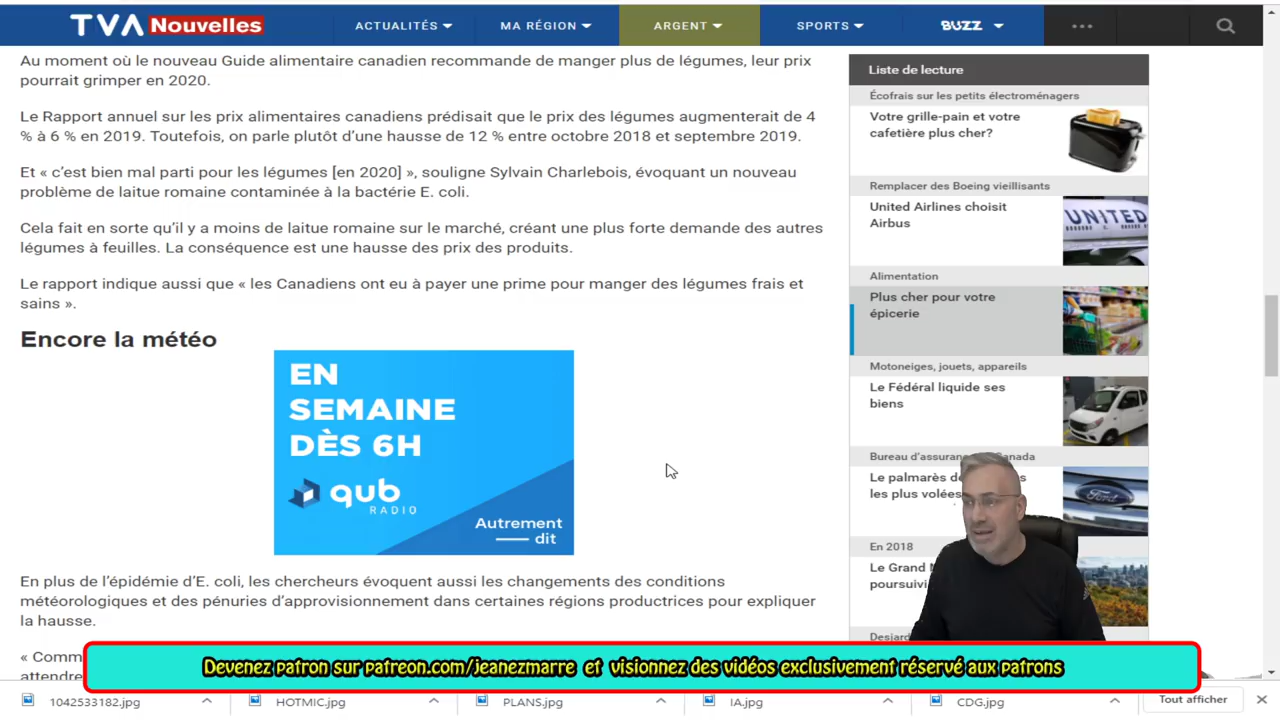 TVA Nouvelles
ACTUALITÉS
MA RÉGION
ARGENT
SPORTS
BUZZ
Au moment où le nouveau Guide alimentaire canadien recommande de manger plus de légumes, leur prix
pourrait grimper en 2020.
Le Rapport annuel sur les prix alimentaires canadiens prédisait que le prix des légumes augmenterait de 4
% à 6 % en 2019. Toutefois, on parle plutôt d’une hausse de 12 % entre octobre 2018 et septembre 2019.
Et « c’est bien mal parti pour les légumes [en 2020] », souligne Sylvain Charlebois, évoquant un nouveau
problème de laitue romaine contaminée à la bactérie E. coli.
Cela fait en sorte qu’il y a moins de laitue romaine sur le marché, créant une plus forte demande des autres
légumes à feuilles. La conséquence est une hausse des prix des produits.
Le rapport indique aussi que « les Canadiens ont eu à payer une prime pour manger des légumes frais et
sains ».
Encore la météo
EN
SEMAINE
DÈS 6H
qub
RADIO
Autrement
dit
En plus de l’épidémie d’E. coli, les chercheurs évoquent aussi les changements des conditions
météorologiques et des pénuries d’approvisionnement dans certaines régions productrices pour expliquer
la hausse.
« Comm
attendre
Liste de lecture
Écofrais sur les petits électroménagers
Votre grille-pain et votre
cafetière plus cher?
Remplacer des Boeing vieillisants
United Airlines choisit
Airbus
UNITED
Alimentation
Plus cher pour votre
épicerie
Motoneiges, jouets, appareils
Le Fédéral liquide ses
biens
Bureau d’assurance Canada
Le palmarès de
les plus volées
Ford
En 2018
Le Grand
poursuivi
Desjard
Devenez patron sur patreon.com/jeanezmarre et visionnez des vidéos exclusivement réservé aux patrons
1042533182.jpg
HOTMIC.jpg
PLANS.jpg
IA.jpg
CDG.jpg
Tout afficher